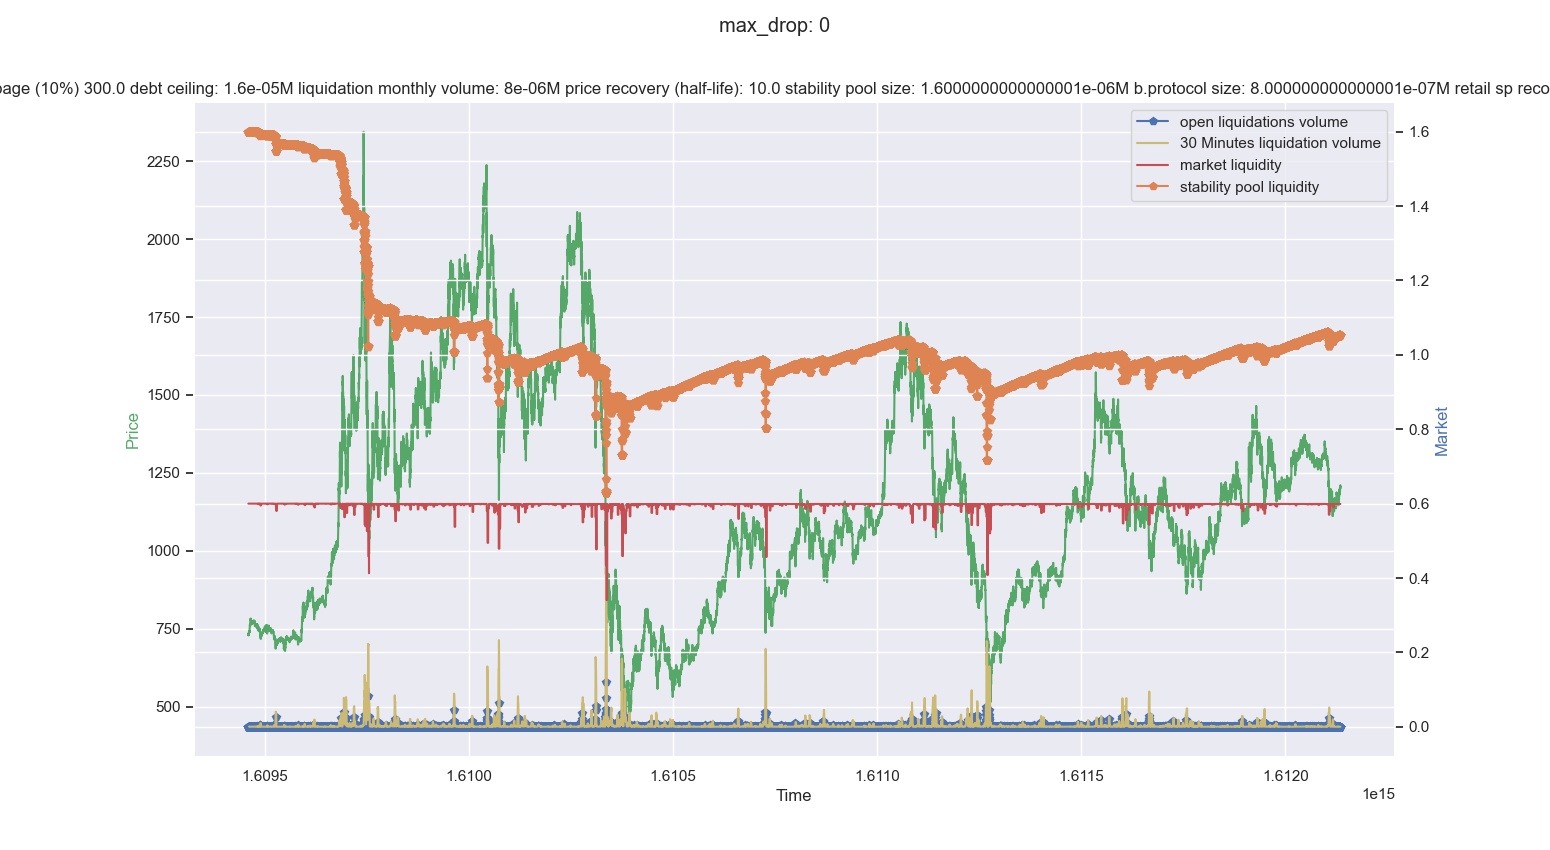 max_drop: 0
page (10%) 300.0 debt ceiling: 1.6e-05M liquidation monthly volume: 8e-06M price recovery (half-life): 10.0 stability pool size: 1.6000000000000001e-06M b.protocol size: 8.000000000000001e-07M retail sp reco
open liquidations volume
30 Minutes liquidation volume
market liquidity
stability pool liquidity
2250
2000
1750
1500
1250
1000
750
500
Price
1.6
1.4
1.2
1.0
0.8
0.6
0.4
0.2
0.0
Market
1.6095
1.6100
1.6105
1.6110
1.6115
1.6120
1e15
Time